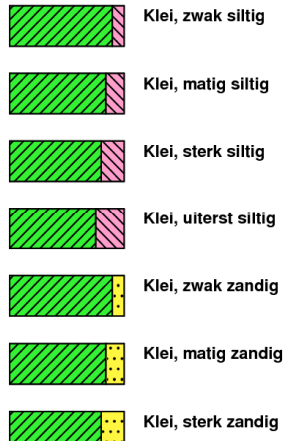 Klei, zwak siltig
Klei, matig siltig
Klei, sterk siltig
Klei, uiterst siltig
Klei, zwak zandig
Klei, matig zandig
Klei, sterk zandig